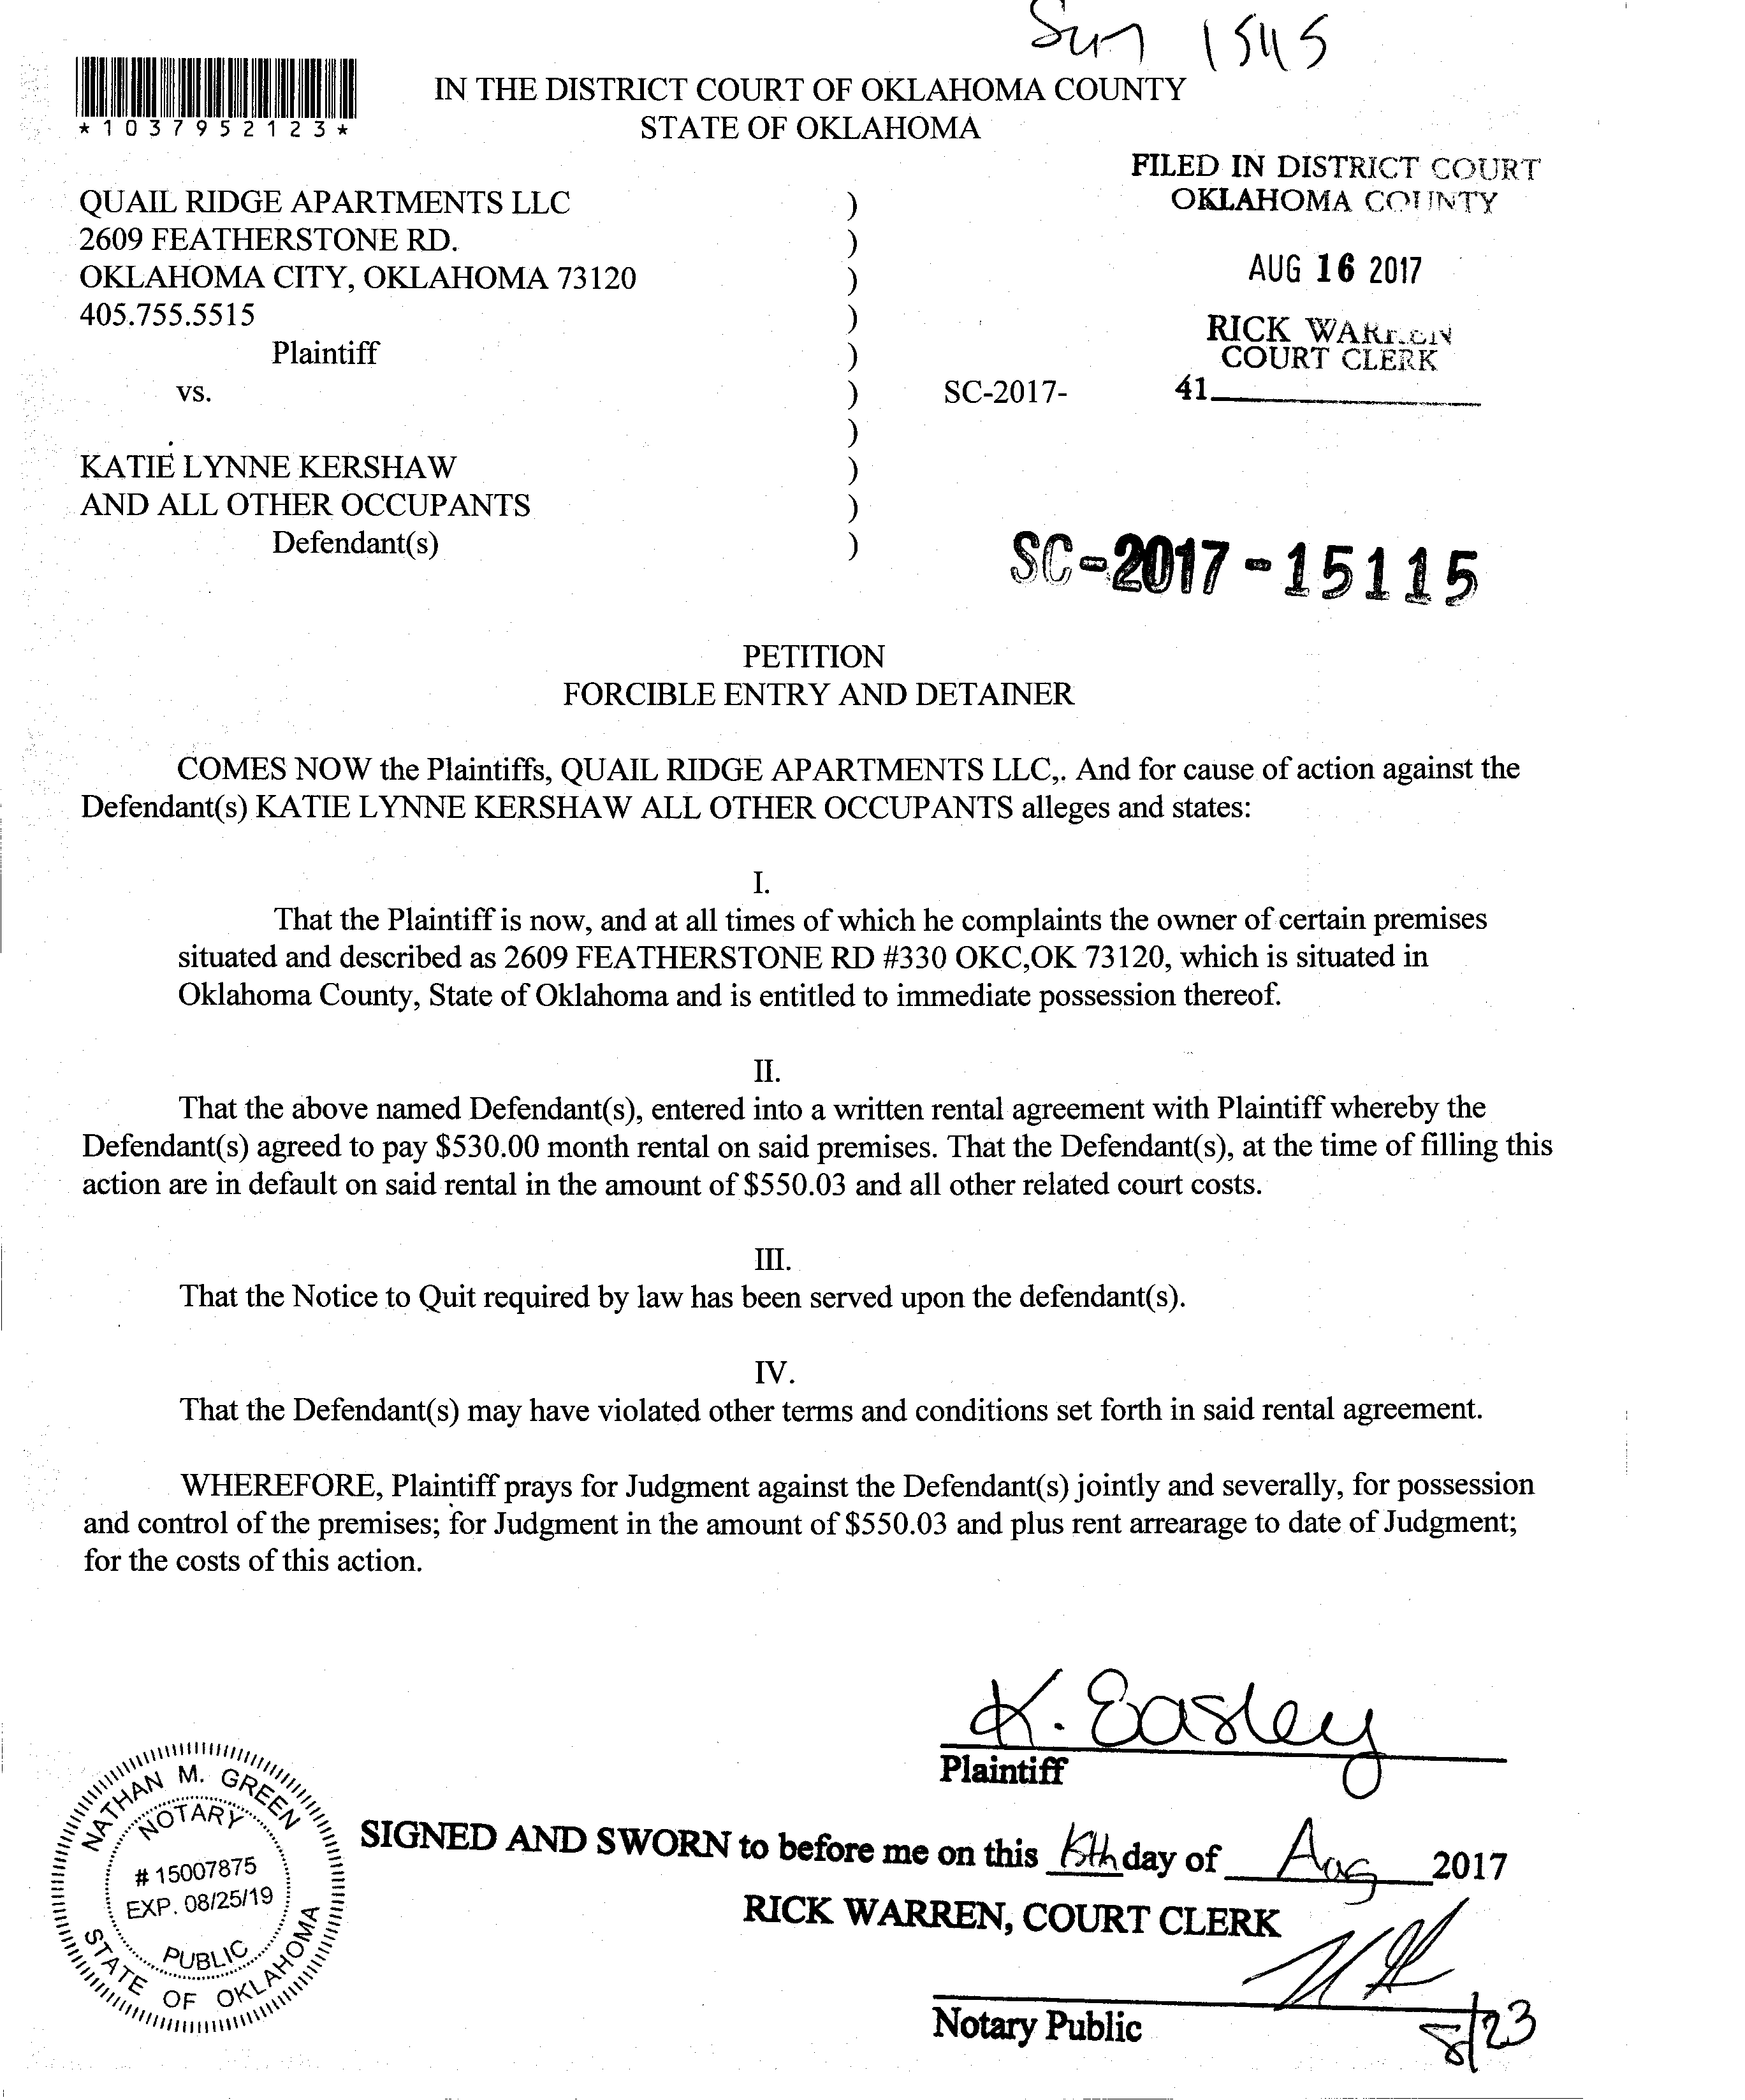 Sum 15115
*1037952123*
IN THE DISTRICT COURT OF OKLAHOMA COUNTY
STATE OF OKLAHOMA
FILED IN DISTRICT COURT
OKLAHOMA COUNTY
AUG 16 2017
RICK WARREN
COURT CLERK
41
QUAIL RIDGE APARTMENTS LLC )
2609 FEATHERSTONE RD. )
OKLAHOMA CITY, OKLAHOMA 73120 )
405.755.5515 )
Plaintiff )
vs. ) SC-2017-
)
KATIE LYNNE KERSHAW )
AND ALL OTHER OCCUPANTS )
Defendant(s) )
SC-2017-15115
PETITION
FORCIBLE ENTRY AND DETAINER
COMES NOW the Plaintiffs, QUAIL RIDGE APARTMENTS LLC,. And for cause of action against the
Defendant(s) KATIE LYNNE KERSHAW ALL OTHER OCCUPANTS alleges and states:
I.
That the Plaintiff is now, and at all times of which he complaints the owner of certain premises
situated and described as 2609 FEATHERSTONE RD #330 OKC,OK 73120, which is situated in
Oklahoma County, State of Oklahoma and is entitled to immediate possession thereof.
II.
That the above named Defendant(s), entered into a written rental agreement with Plaintiff whereby the
Defendant(s) agreed to pay $530.00 month rental on said premises. That the Defendant(s), at the time of filling this
action are in default on said rental in the amount of $550.03 and all other related court costs.
III.
That the Notice to Quit required by law has been served upon the defendant(s).
IV.
That the Defendant(s) may have violated other terms and conditions set forth in said rental agreement.
WHEREFORE, Plaintiff prays for Judgment against the Defendant(s) jointly and severally, for possession
and control of the premises; for Judgment in the amount of $550.03 and plus rent arrearage to date of Judgment;
for the costs of this action.
K. Easley
Plaintiff
NATHAN M. GREEN
NOTARY
# 15007875
EXP. 08/25/19
PUBLIC
STATE OF OKLAHOMA
SIGNED AND SWORN to before me on this day of Aug 2017
RICK WARREN, COURT CLERK
Notary Public
8/23